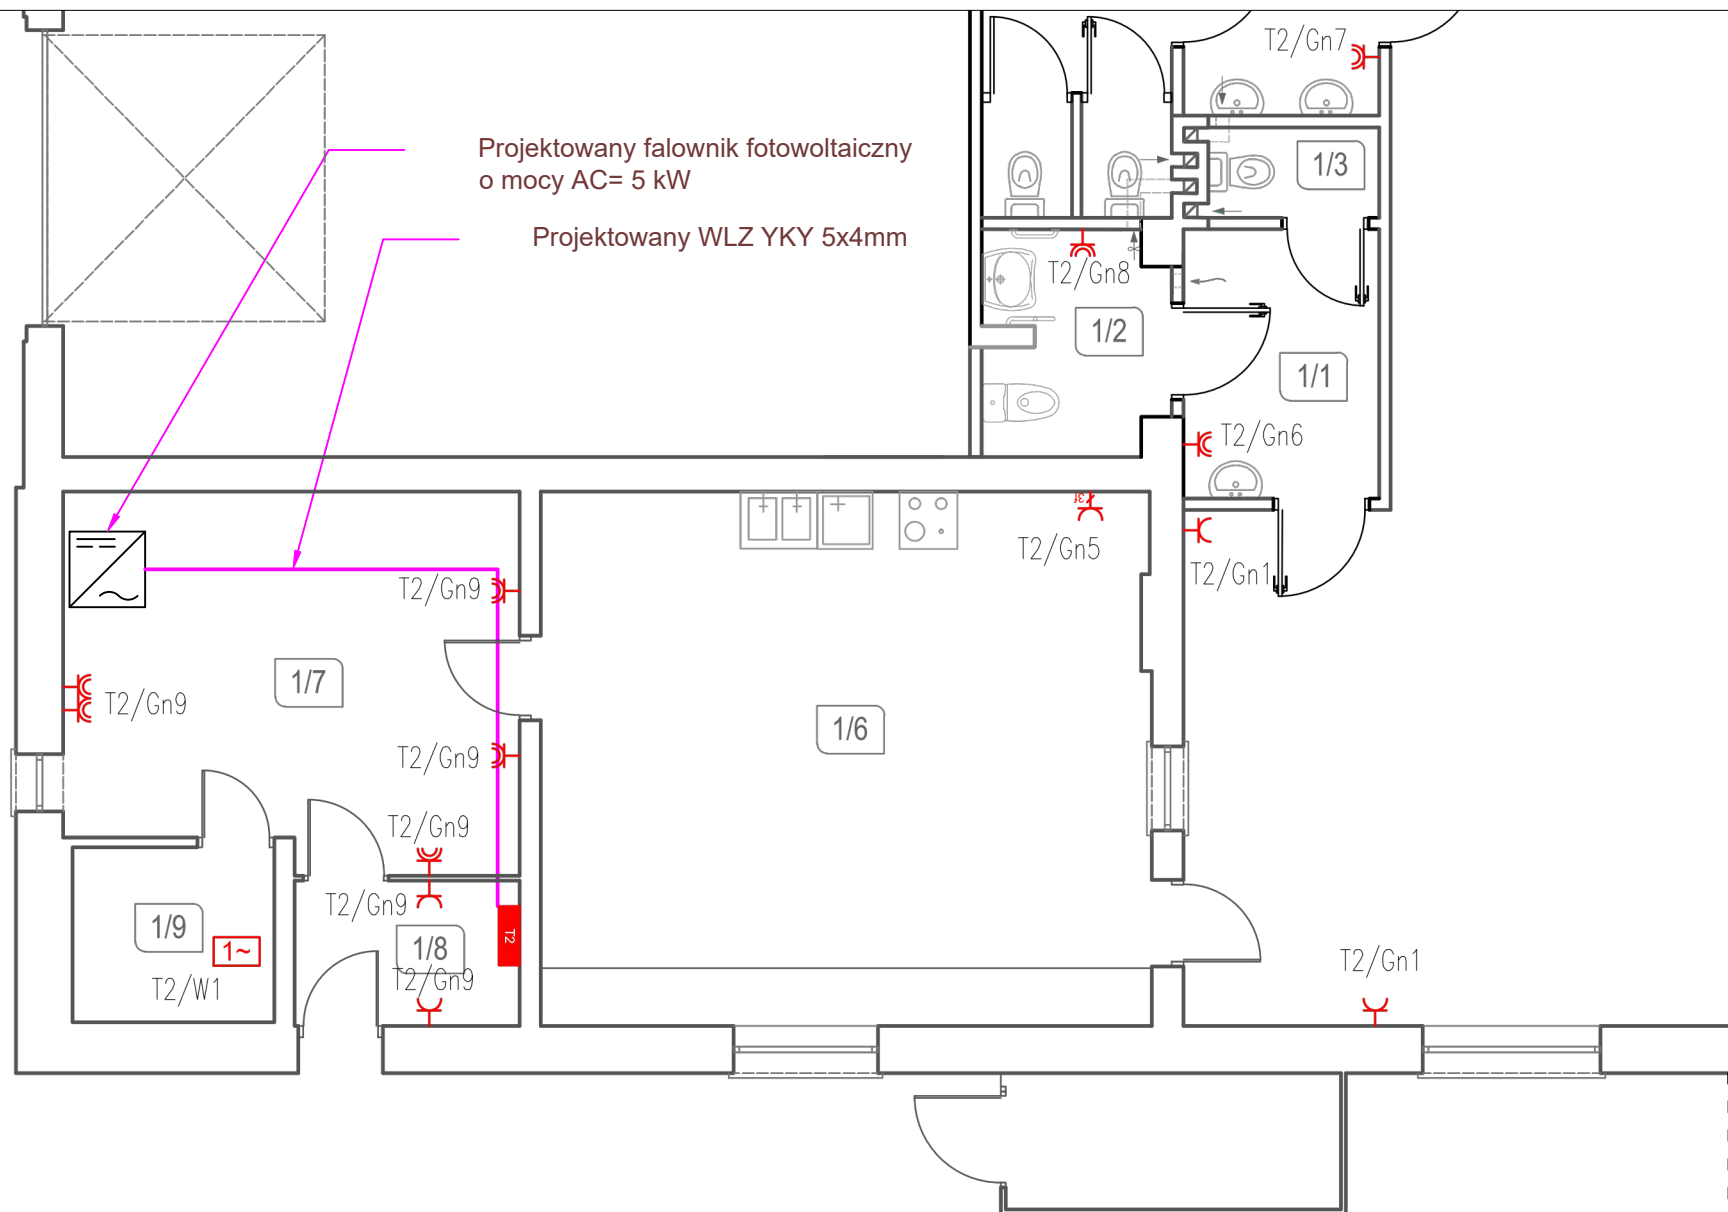 T2/Gn7
Projektowany falownik fotowoltaiczny
o mocy AC= 5 kW
1/3
Projektowany WLZ YKY 5x4mm
T2/Gn8
1/2
1/1
T2/Gn6
3f
T2/Gn5
T2/Gn1
T2/Gn9
1/7
T2/Gn9
1/6
T2/Gn9
T2/Gn9
T2/Gn9
1/9
1~
1/8
T2
T2/W1
T2/Gn9
T2/Gn1